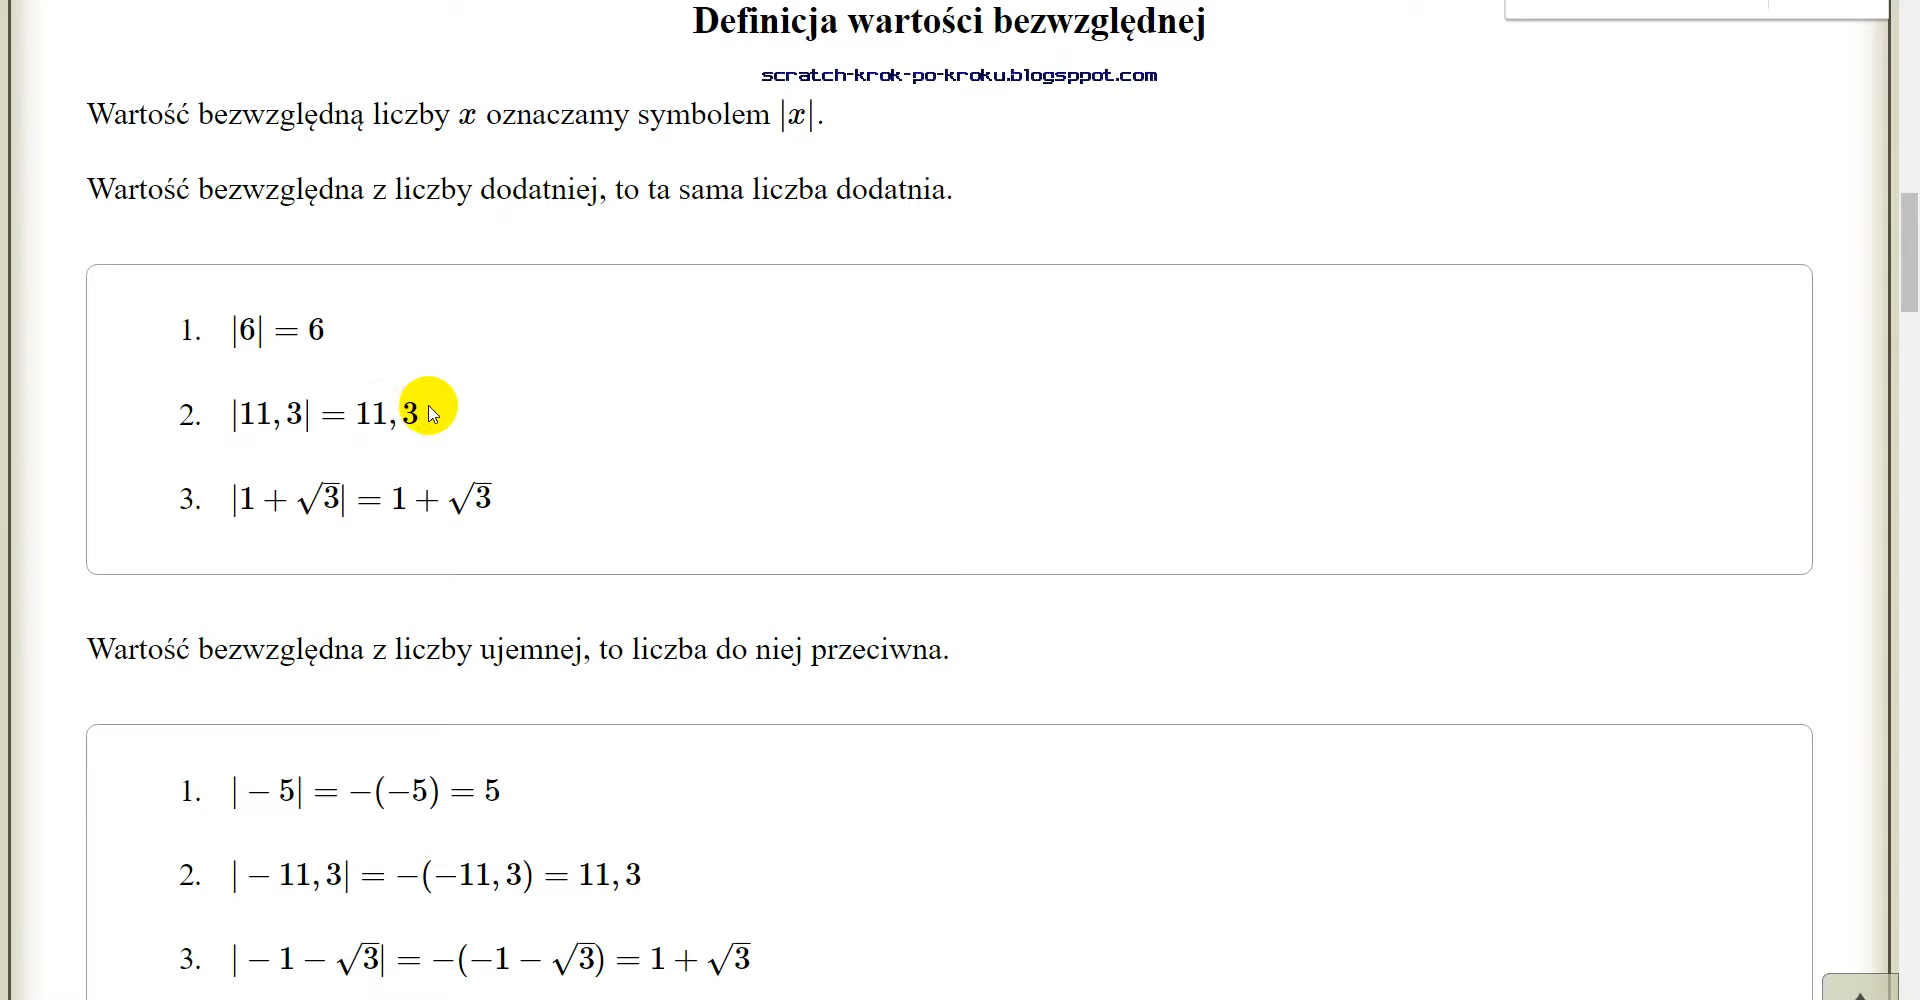 Definicja wartości bezwzględnej
scratch-krok-po-kroku.blogsppot.com
Wartość bezwzględną liczby x oznaczamy symbolem |x|.
Wartość bezwzględna z liczby dodatniej, to ta sama liczba dodatnia.
1. |6| = 6
2. |11, 3| = 11, 3
3. |1 + √3| = 1 + √3
Wartość bezwzględna z liczby ujemnej, to liczba do niej przeciwna.
1. | − 5| = −(−5) = 5
2. | − 11, 3| = −(−11, 3) = 11, 3
3. | − 1 − √3| = −(−1 − √3) = 1 + √3